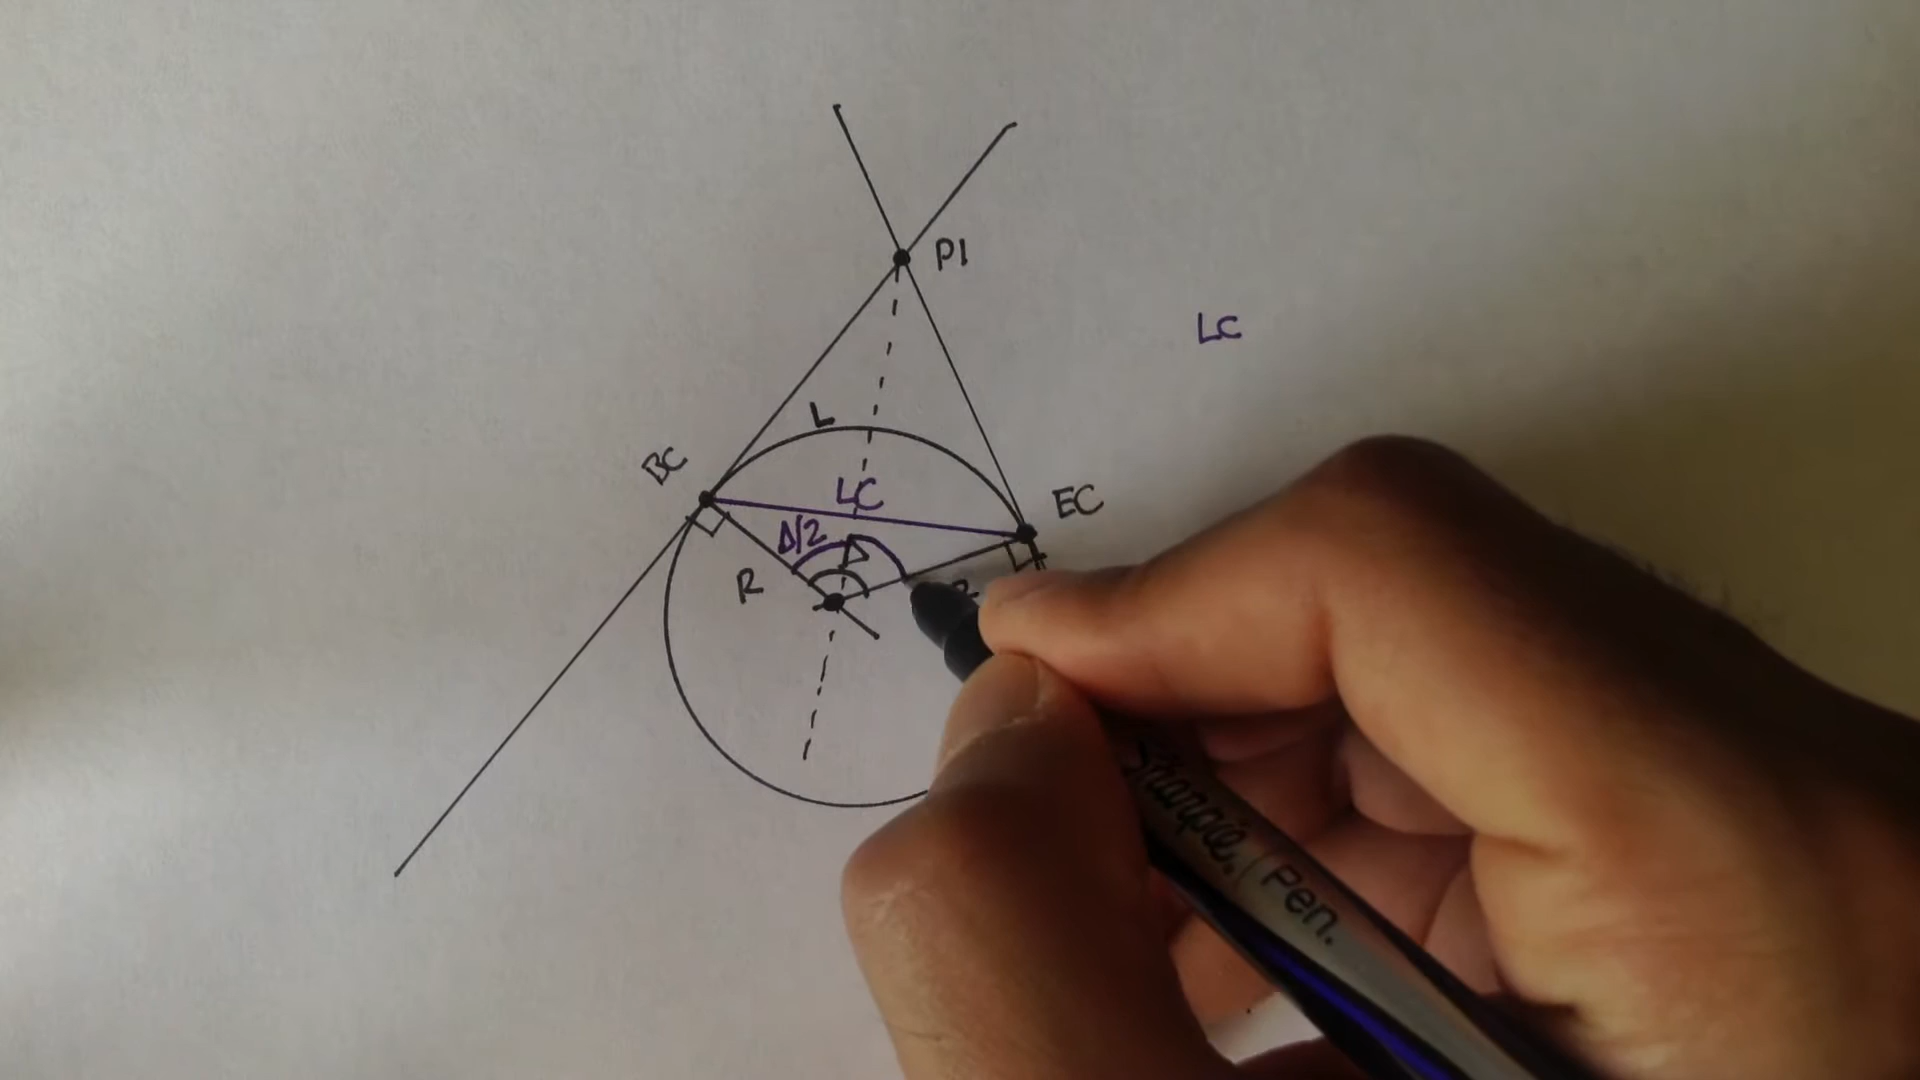 PI
LC
L
BC
LC
EC
Δ/2
Δ
R
R
Sharpie. Pen.